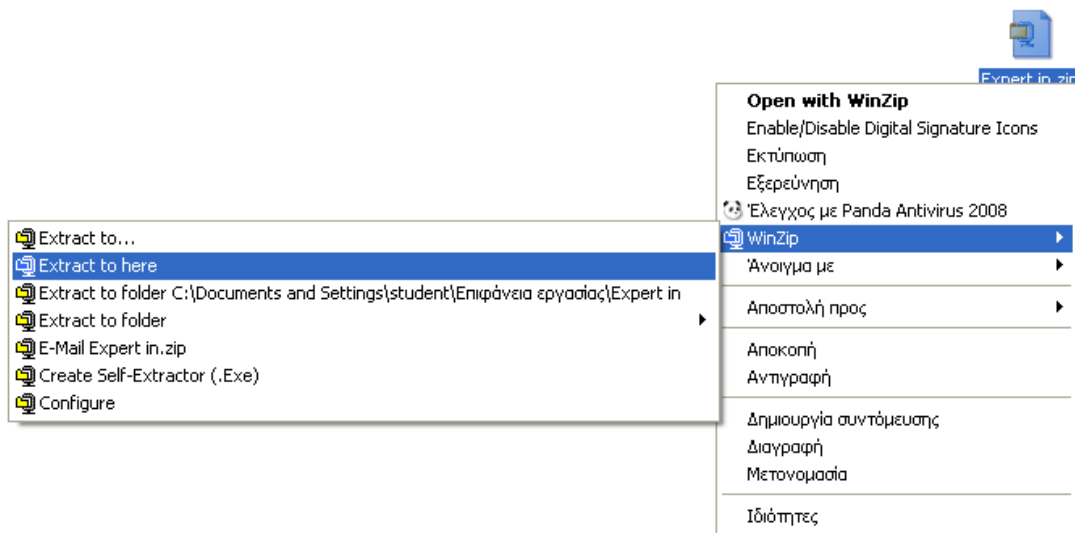 Expert in.zip
Open with WinZip
Enable/Disable Digital Signature Icons
Εκτύπωση
Εξερεύνηση
Έλεγχος με Panda Antivirus 2008
WinZip
Άνοιγμα με
Αποστολή προς
Αποκοπή
Αντιγραφή
Δημιουργία συντόμευσης
Διαγραφή
Μετονομασία
Ιδιότητες
Extract to...
Extract to here
Extract to folder C:\Documents and Settings\student\Επιφάνεια εργασίας\Expert in
Extract to folder
E-Mail Expert in.zip
Create Self-Extractor (.Exe)
Configure